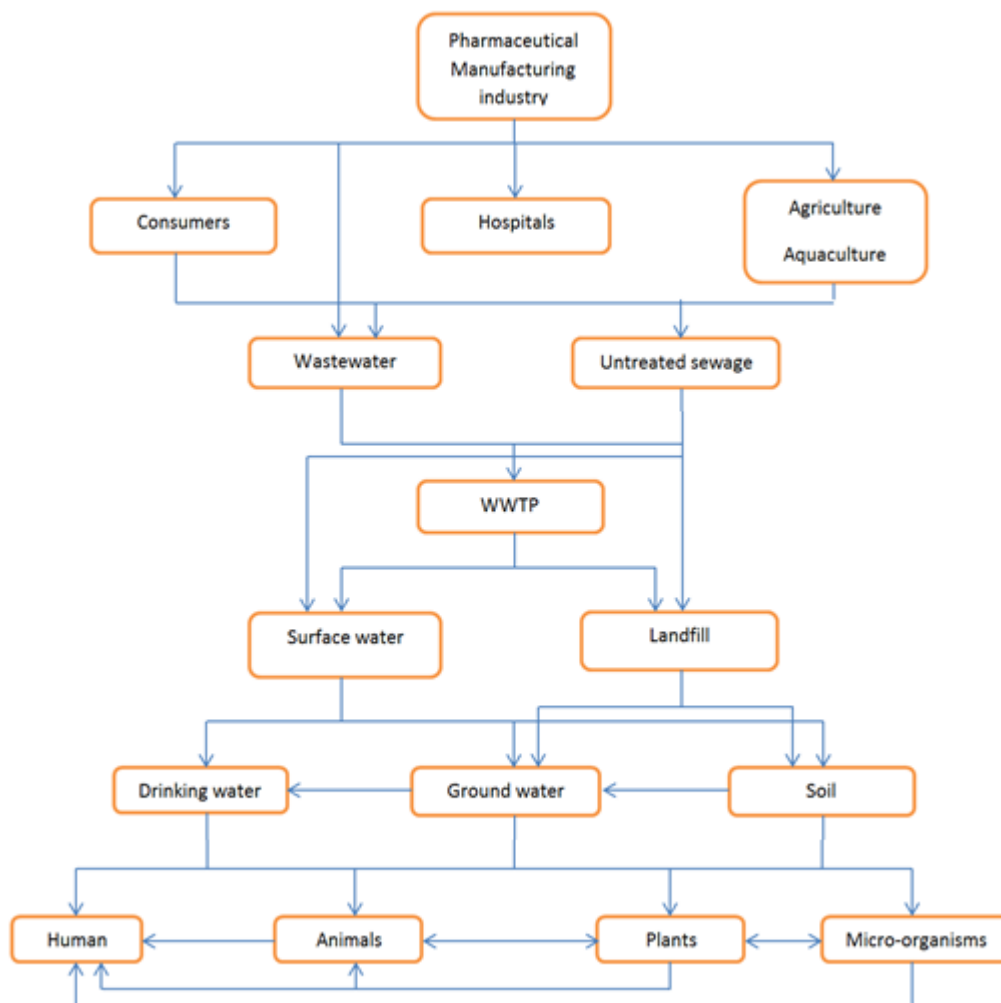 Pharmaceutical
Manufacturing
industry
Consumers
Hospitals
Agriculture
Aquaculture
Wastewater
Untreated sewage
WWTP
Surface water
Landfill
Drinking water
Ground water
Soil
Human
Animals
Plants
Micro-organisms